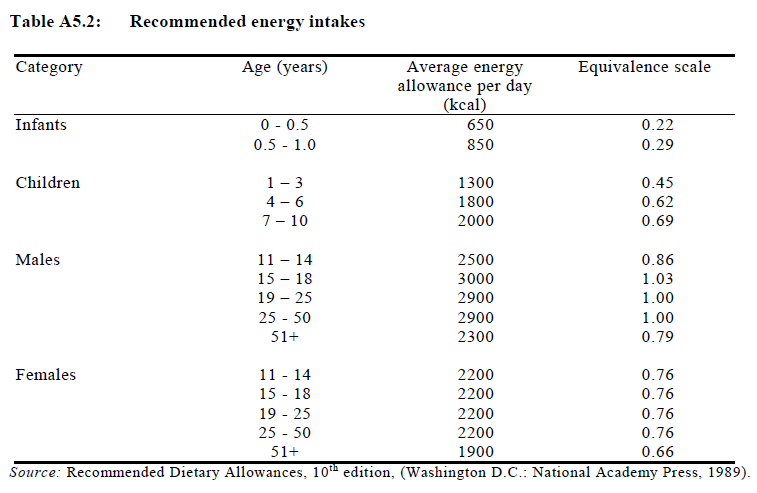 Table A5.2: Recommended energy intakes
Category Age (years) Average energy allowance per day (kcal) Equivalence scale
Infants 0 - 0.5 650 0.22
0.5 - 1.0 850 0.29
Children 1 – 3 1300 0.45
4 – 6 1800 0.62
7 – 10 2000 0.69
Males 11 – 14 2500 0.86
15 – 18 3000 1.03
19 – 25 2900 1.00
25 - 50 2900 1.00
51+ 2300 0.79
Females 11 - 14 2200 0.76
15 - 18 2200 0.76
19 - 25 2200 0.76
25 - 50 2200 0.76
51+ 1900 0.66
Source: Recommended Dietary Allowances, 10th edition, (Washington D.C.: National Academy Press, 1989).